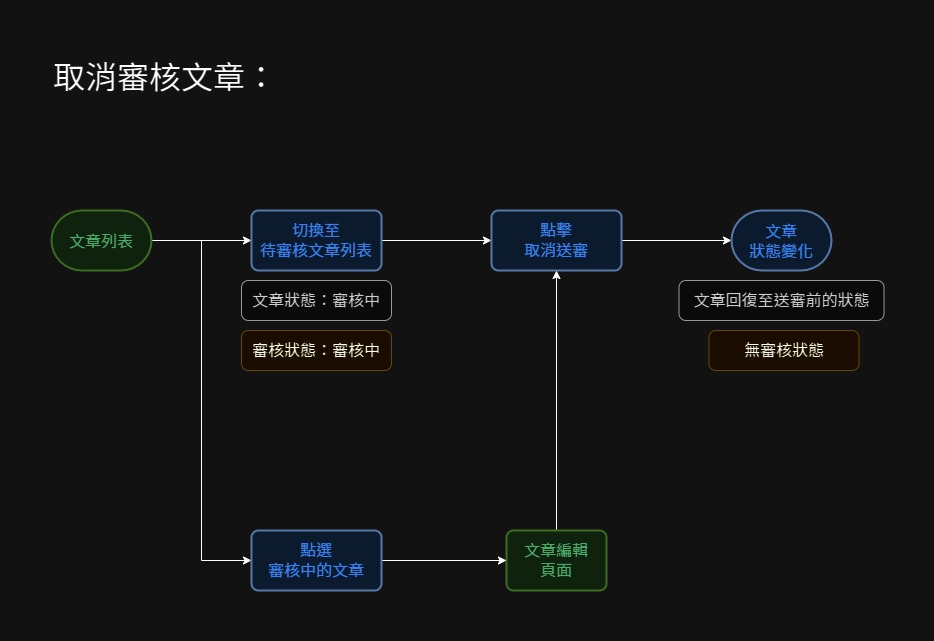 取消審核文章：
文章列表
切換至
待審核文章列表
點擊
取消送審
文章
狀態變化
文章狀態：審核中
文章回復至送審前的狀態
審核狀態：審核中
無審核狀態
點選
審核中的文章
文章編輯
頁面